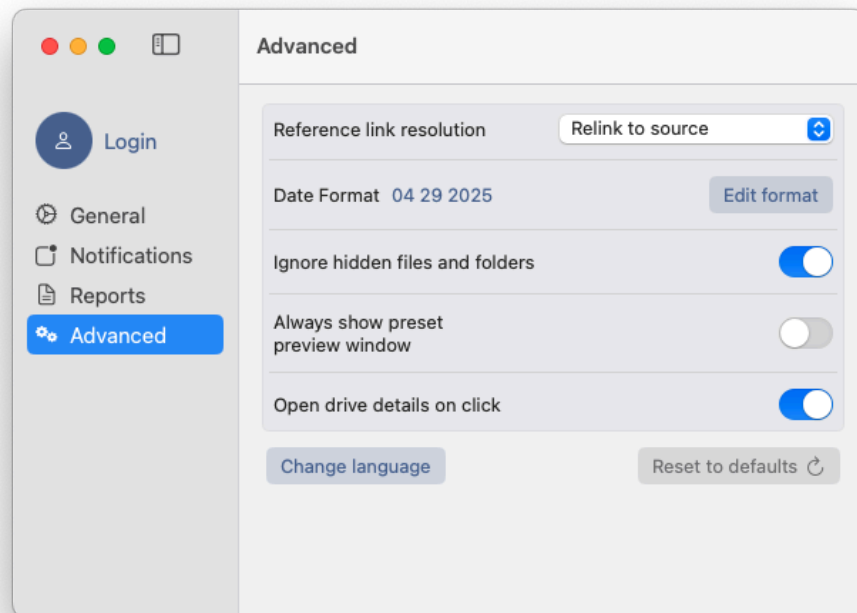 Advanced
Login
General
Notifications
Reports
Advanced
Reference link resolution
Relink to source
Date Format 04 29 2025
Edit format
Ignore hidden files and folders
Always show preset
preview window
Open drive details on click
Change language
Reset to defaults